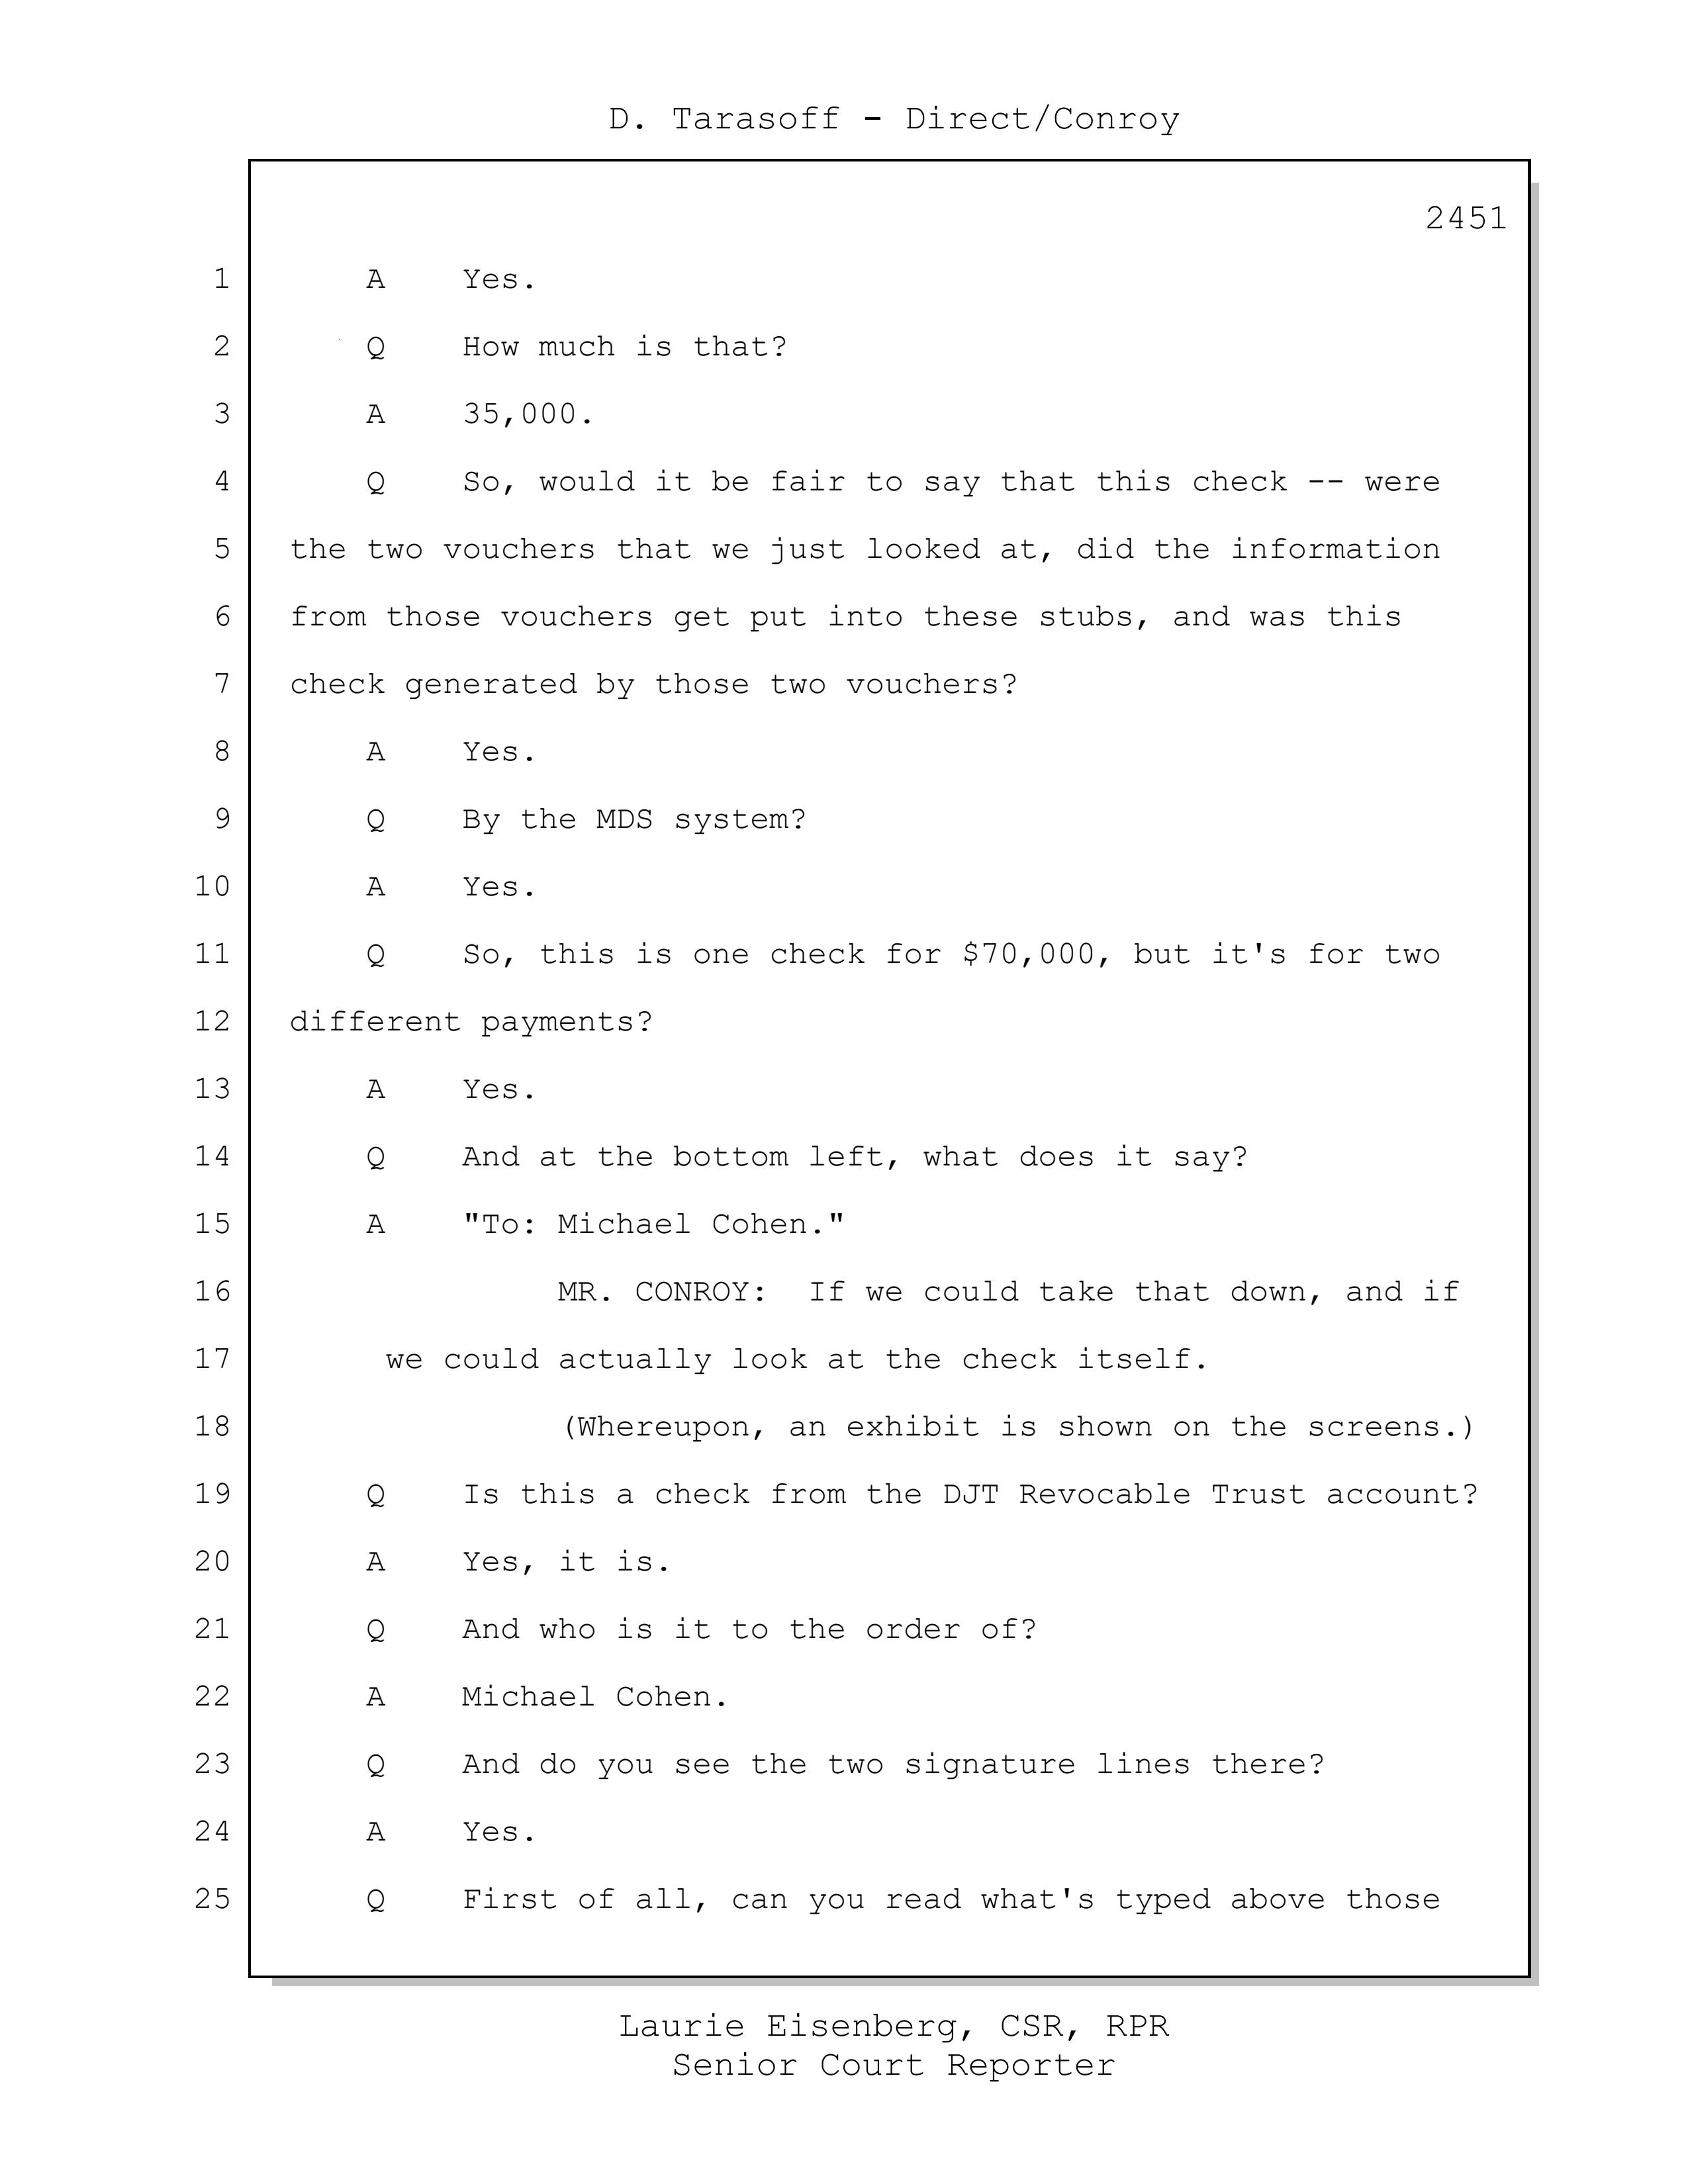 D. Tarasoff - Direct/Conroy
2451
1 A Yes.
2 Q How much is that?
3 A 35,000.
4 Q So, would it be fair to say that this check -- were
5 the two vouchers that we just looked at, did the information
6 from those vouchers get put into these stubs, and was this
7 check generated by those two vouchers?
8 A Yes.
9 Q By the MDS system?
10 A Yes.
11 Q So, this is one check for $70,000, but it's for two
12 different payments?
13 A Yes.
14 Q And at the bottom left, what does it say?
15 A "To: Michael Cohen."
16 MR. CONROY: If we could take that down, and if
17 we could actually look at the check itself.
18 (Whereupon, an exhibit is shown on the screens.)
19 Q Is this a check from the DJT Revocable Trust account?
20 A Yes, it is.
21 Q And who is it to the order of?
22 A Michael Cohen.
23 Q And do you see the two signature lines there?
24 A Yes.
25 Q First of all, can you read what's typed above those
Laurie Eisenberg, CSR, RPR
Senior Court Reporter